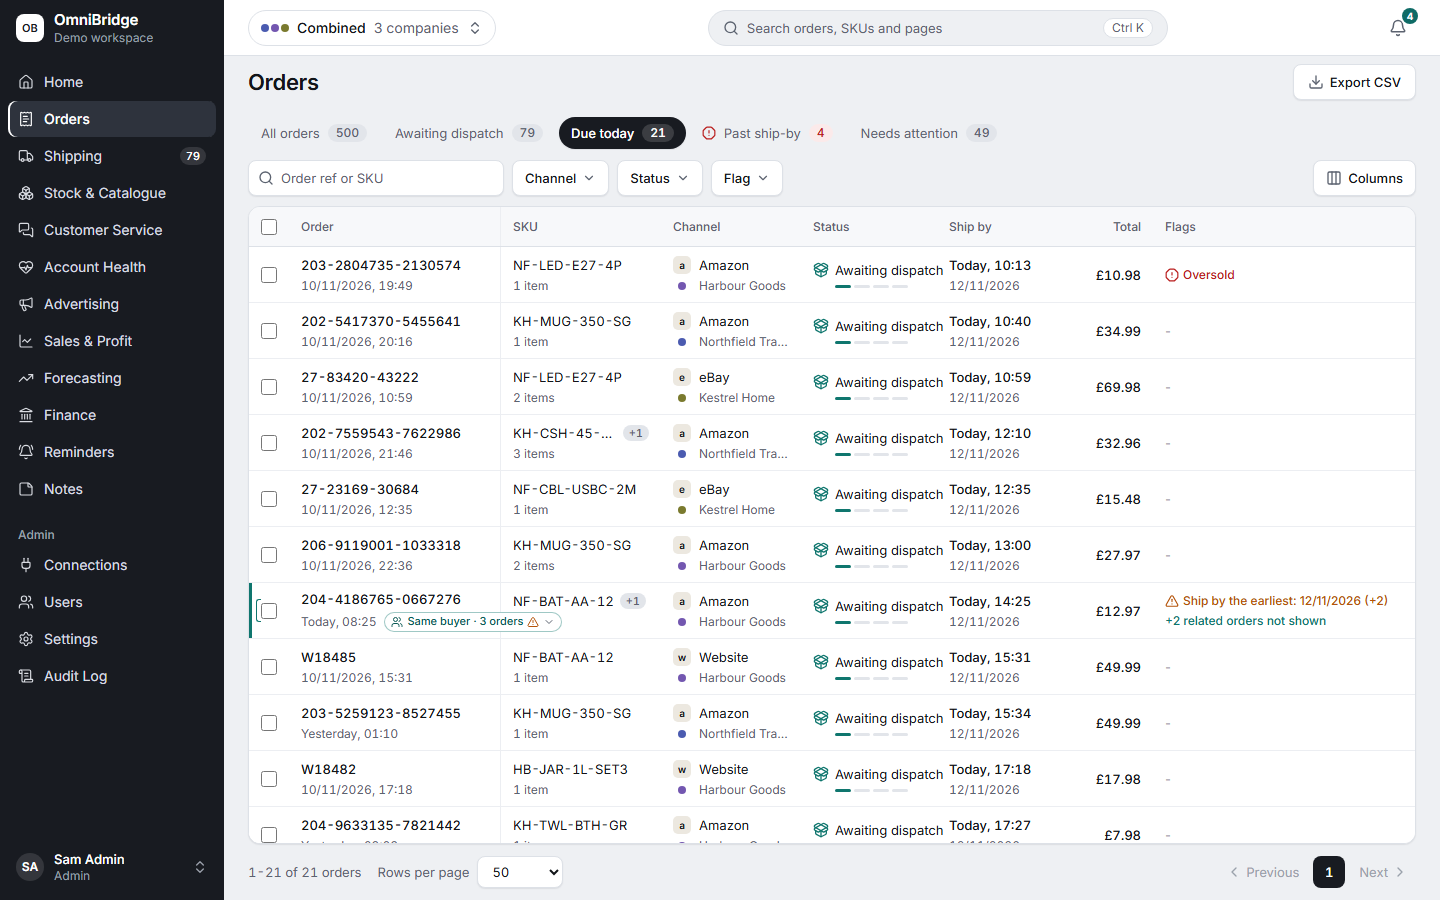 OB
OmniBridge
Demo workspace
Combined 3 companies
Search orders, SKUs and pages
Ctrl K
4
Home
Orders
Shipping 79
Stock & Catalogue
Customer Service
Account Health
Advertising
Sales & Profit
Forecasting
Finance
Reminders
Notes
Admin
Connections
Users
Settings
Audit Log
SA
Sam Admin
Admin
Orders
Export CSV
All orders 500
Awaiting dispatch 79
Due today 21
Past ship-by 4
Needs attention 49
Order ref or SKU
Channel
Status
Flag
Columns
Order SKU Channel Status Ship by Total Flags
203-2804735-2130574 NF-LED-E27-4P a Amazon Awaiting dispatch Today, 10:13 £10.98 Oversold
10/11/2026, 19:49 1 item Harbour Goods 12/11/2026
202-5417370-5455641 KH-MUG-350-SG a Amazon Awaiting dispatch Today, 10:40 £34.99 -
10/11/2026, 20:16 1 item Northfield Tra... 12/11/2026
27-83420-43222 NF-LED-E27-4P e eBay Awaiting dispatch Today, 10:59 £69.98 -
10/11/2026, 10:59 2 items Kestrel Home 12/11/2026
202-7559543-7622986 KH-CSH-45-... +1 a Amazon Awaiting dispatch Today, 12:10 £32.96 -
10/11/2026, 21:46 3 items Northfield Tra... 12/11/2026
27-23169-30684 NF-CBL-USBC-2M e eBay Awaiting dispatch Today, 12:35 £15.48 -
10/11/2026, 12:35 1 item Kestrel Home 12/11/2026
206-9119001-1033318 KH-MUG-350-SG a Amazon Awaiting dispatch Today, 13:00 £27.97 -
10/11/2026, 22:36 2 items Harbour Goods 12/11/2026
204-4186765-0667276 NF-BAT-AA-12 +1 a Amazon Awaiting dispatch Today, 14:25 £12.97 Ship by the earliest: 12/11/2026 (+2)
Today, 08:25 Same buyer · 3 orders Harbour Goods 12/11/2026 +2 related orders not shown
W18485 NF-BAT-AA-12 w Website Awaiting dispatch Today, 15:31 £49.99 -
10/11/2026, 15:31 1 item Harbour Goods 12/11/2026
203-5259123-8527455 KH-MUG-350-SG a Amazon Awaiting dispatch Today, 15:34 £49.99 -
Yesterday, 01:10 1 item Northfield Tra... 12/11/2026
W18482 HB-JAR-1L-SET3 w Website Awaiting dispatch Today, 17:18 £17.98 -
10/11/2026, 17:18 1 item Harbour Goods 12/11/2026
204-9633135-7821442 KH-TWL-BTH-GR a Amazon Awaiting dispatch Today, 17:27 £7.98 -
1-21 of 21 orders
Rows per page 50
Previous 1 Next